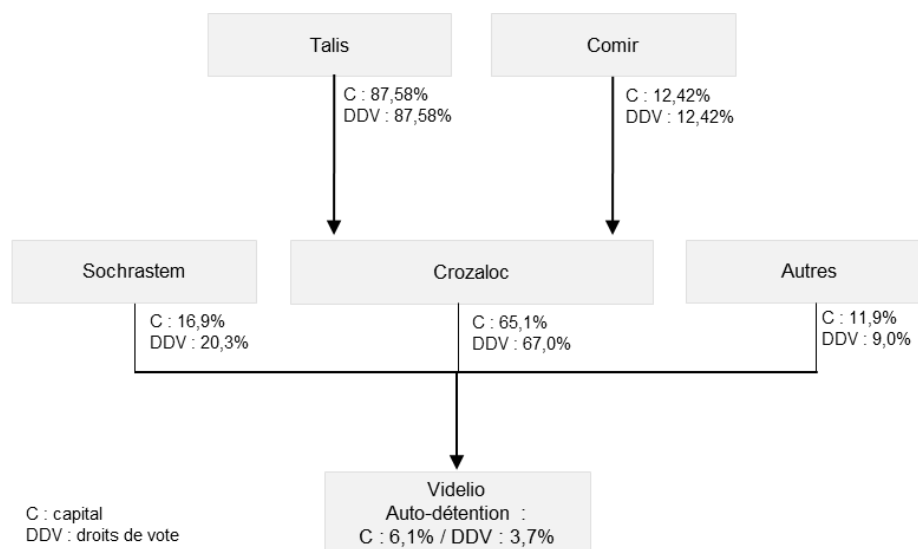 Talis
Comir
C : 87,58%
DDV : 87,58%
C : 12,42%
DDV : 12,42%
Sochrastem
Crozaloc
Autres
C : 16,9%
DDV : 20,3%
C : 65,1%
DDV : 67,0%
C : 11,9%
DDV : 9,0%
Videlio
Auto-détention :
C : 6,1% / DDV : 3,7%
C : capital
DDV : droits de vote